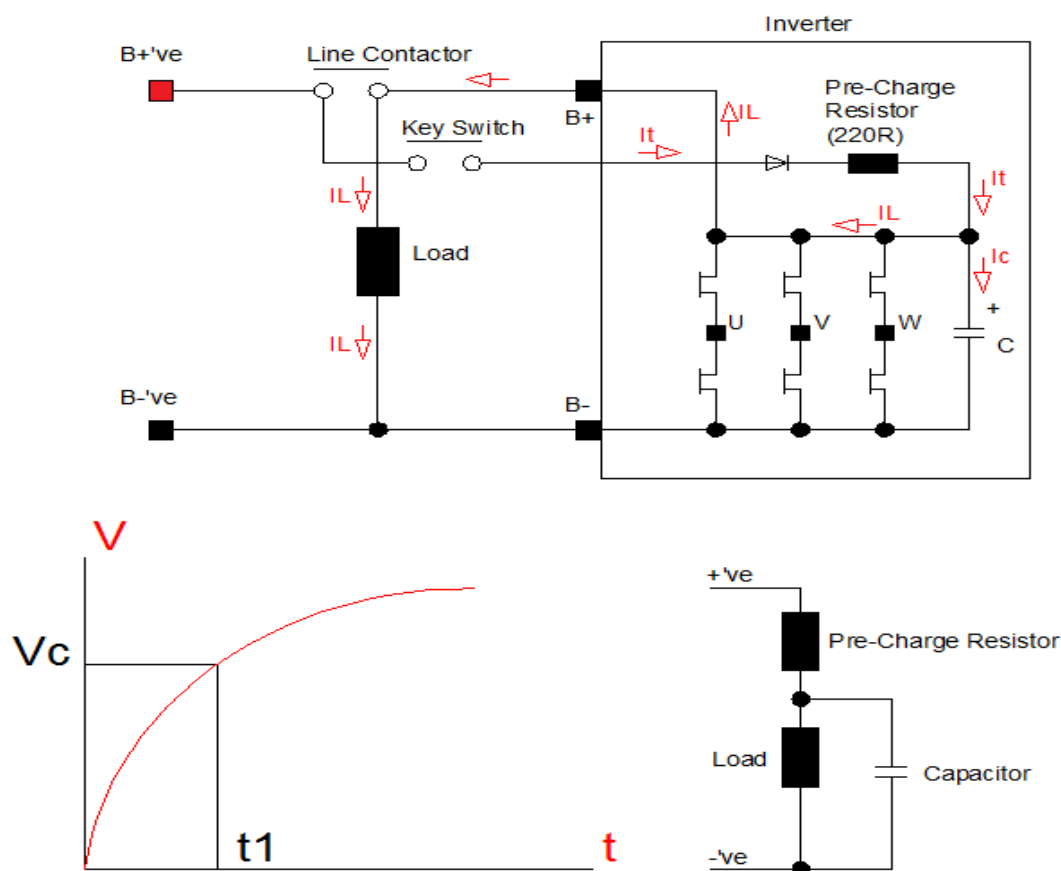 Inverter
B+'ve
Line Contactor
Pre-Charge
Resistor
(220R)
B+
IL
Key Switch
It
It
IL
IL
Load
Ic
+
U
V
W
C
IL
B-'ve
B-
V
Vc
t1
t
+'ve
Pre-Charge Resistor
Load
Capacitor
-'ve